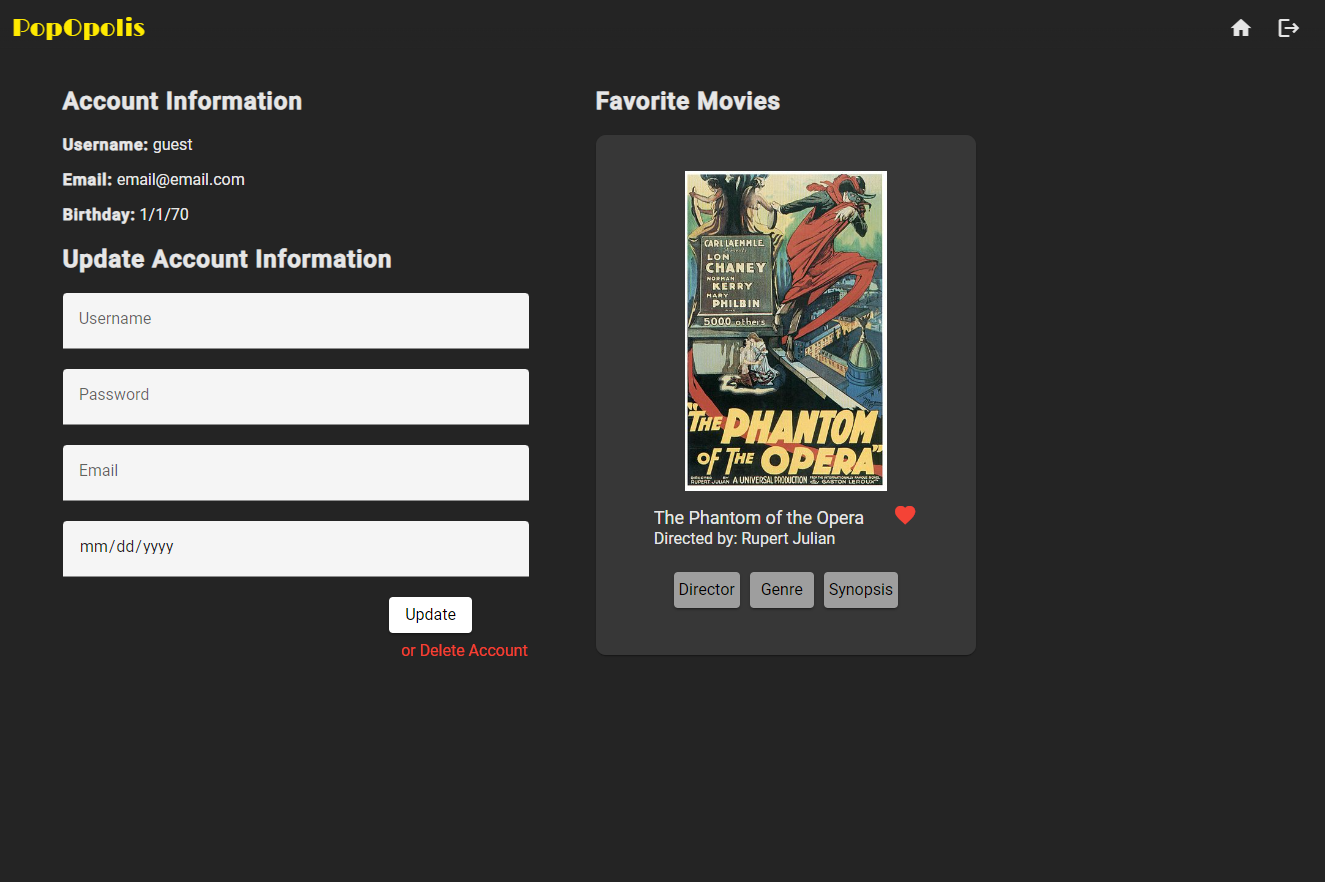 PopOpolis
Account Information
Username: guest
Email: email@email.com
Birthday: 1/1/70
Update Account Information
Username
Password
Email
mm/dd/yyyy
Update
or Delete Account
Favorite Movies
CARL LAEMMLE
Presents
LON
CHANEY
NORMAN
KERRY
MARY
PHILBIN
5000 others
"THE PHANTOM
OF THE OPERA"
DIRECTED BY
RUPERT JULIAN
A UNIVERSAL PRODUCTION
GASTON LEROUX
The Phantom of the Opera
Directed by: Rupert Julian
Director
Genre
Synopsis